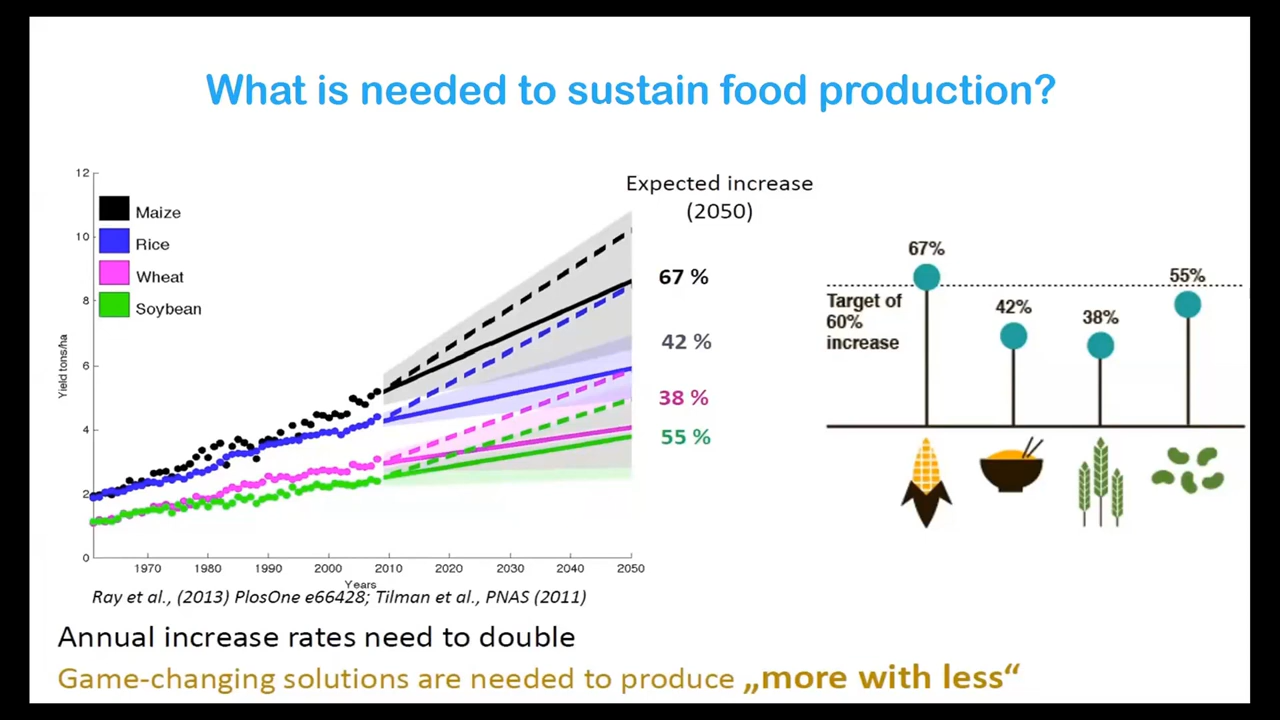 What is needed to sustain food production?
12
10
8
6
4
2
0
Yield tons/ha
Maize
Rice
Wheat
Soybean
1970 1980 1990 2000 2010 2020 2030 2040 2050
Years
Expected increase
(2050)
67 %
42 %
38 %
55 %
67%
42%
38%
55%
Target of
60%
increase
Ray et al., (2013) PlosOne e66428; Tilman et al., PNAS (2011)
Annual increase rates need to double
Game-changing solutions are needed to produce „more with less“